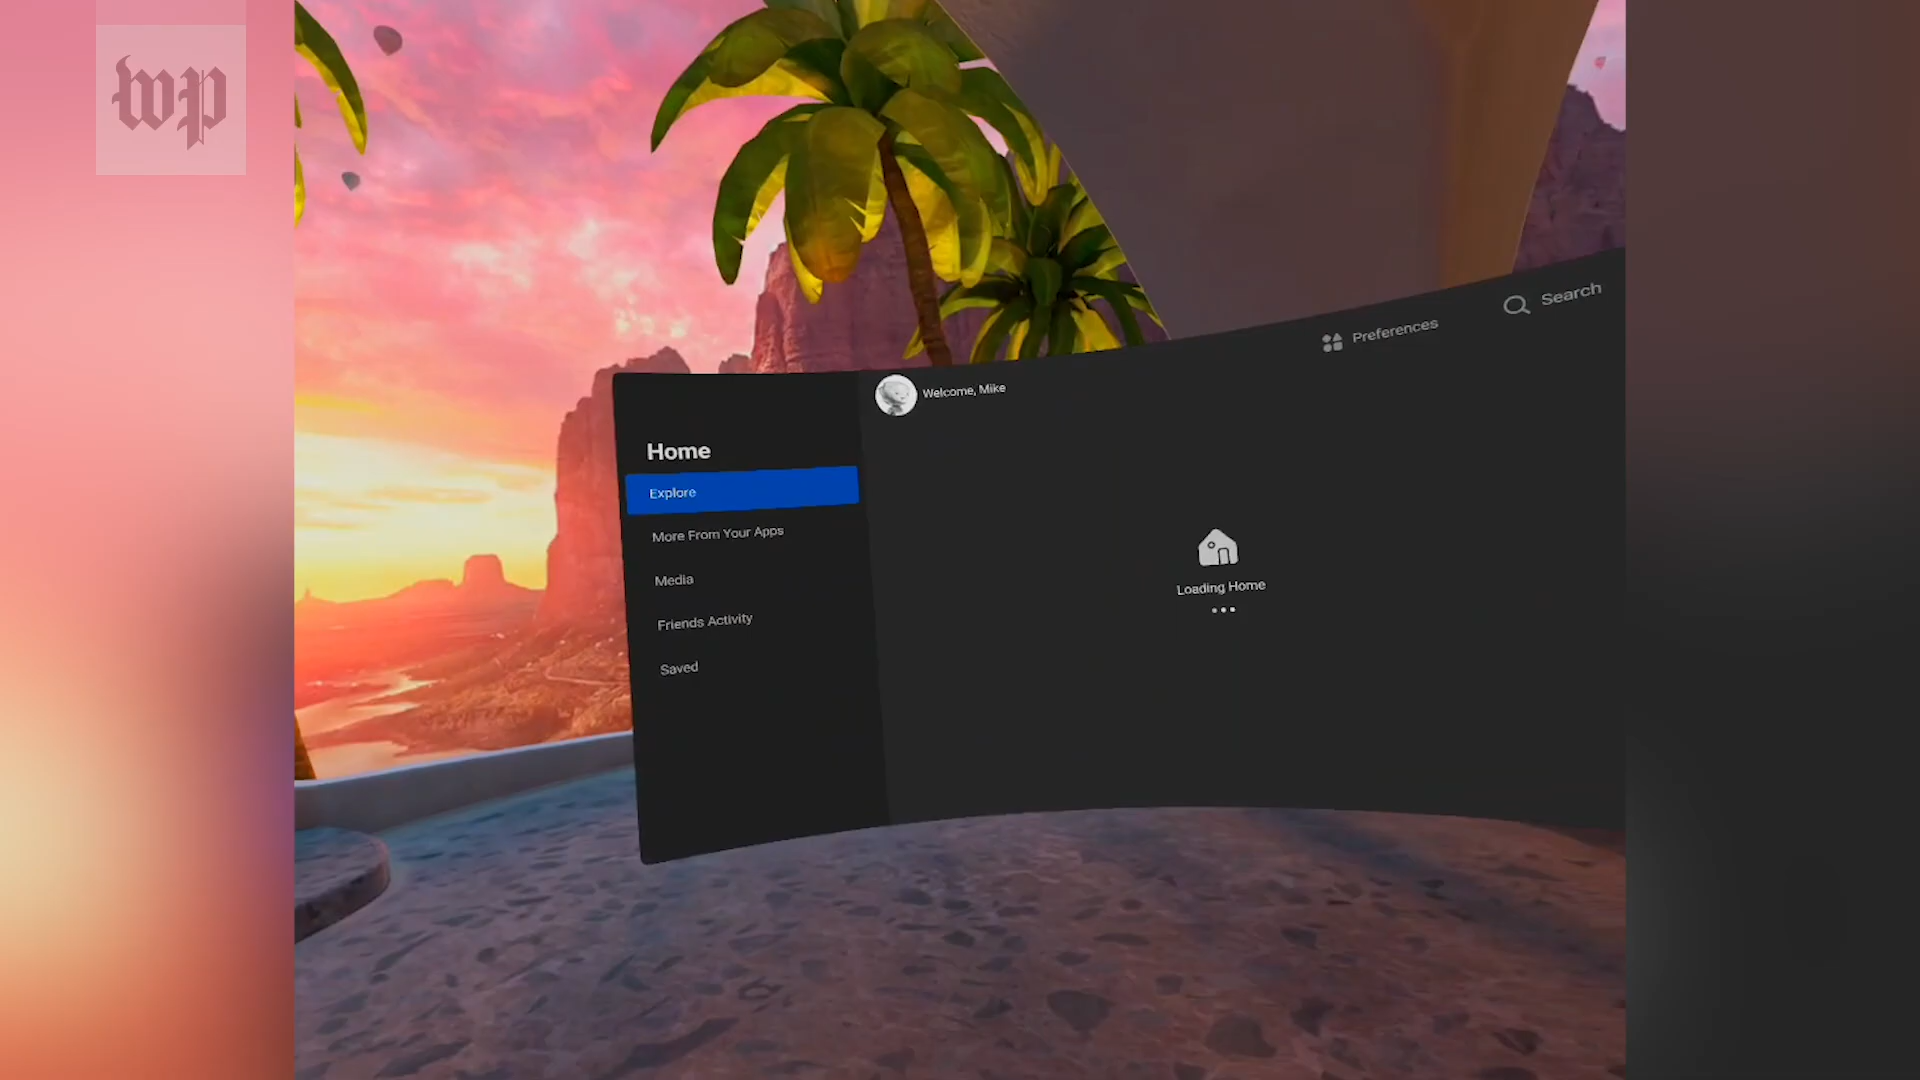 wp
Preferences
Search
Welcome, Mike
Home
Explore
More From Your Apps
Media
Friends Activity
Saved
Loading Home